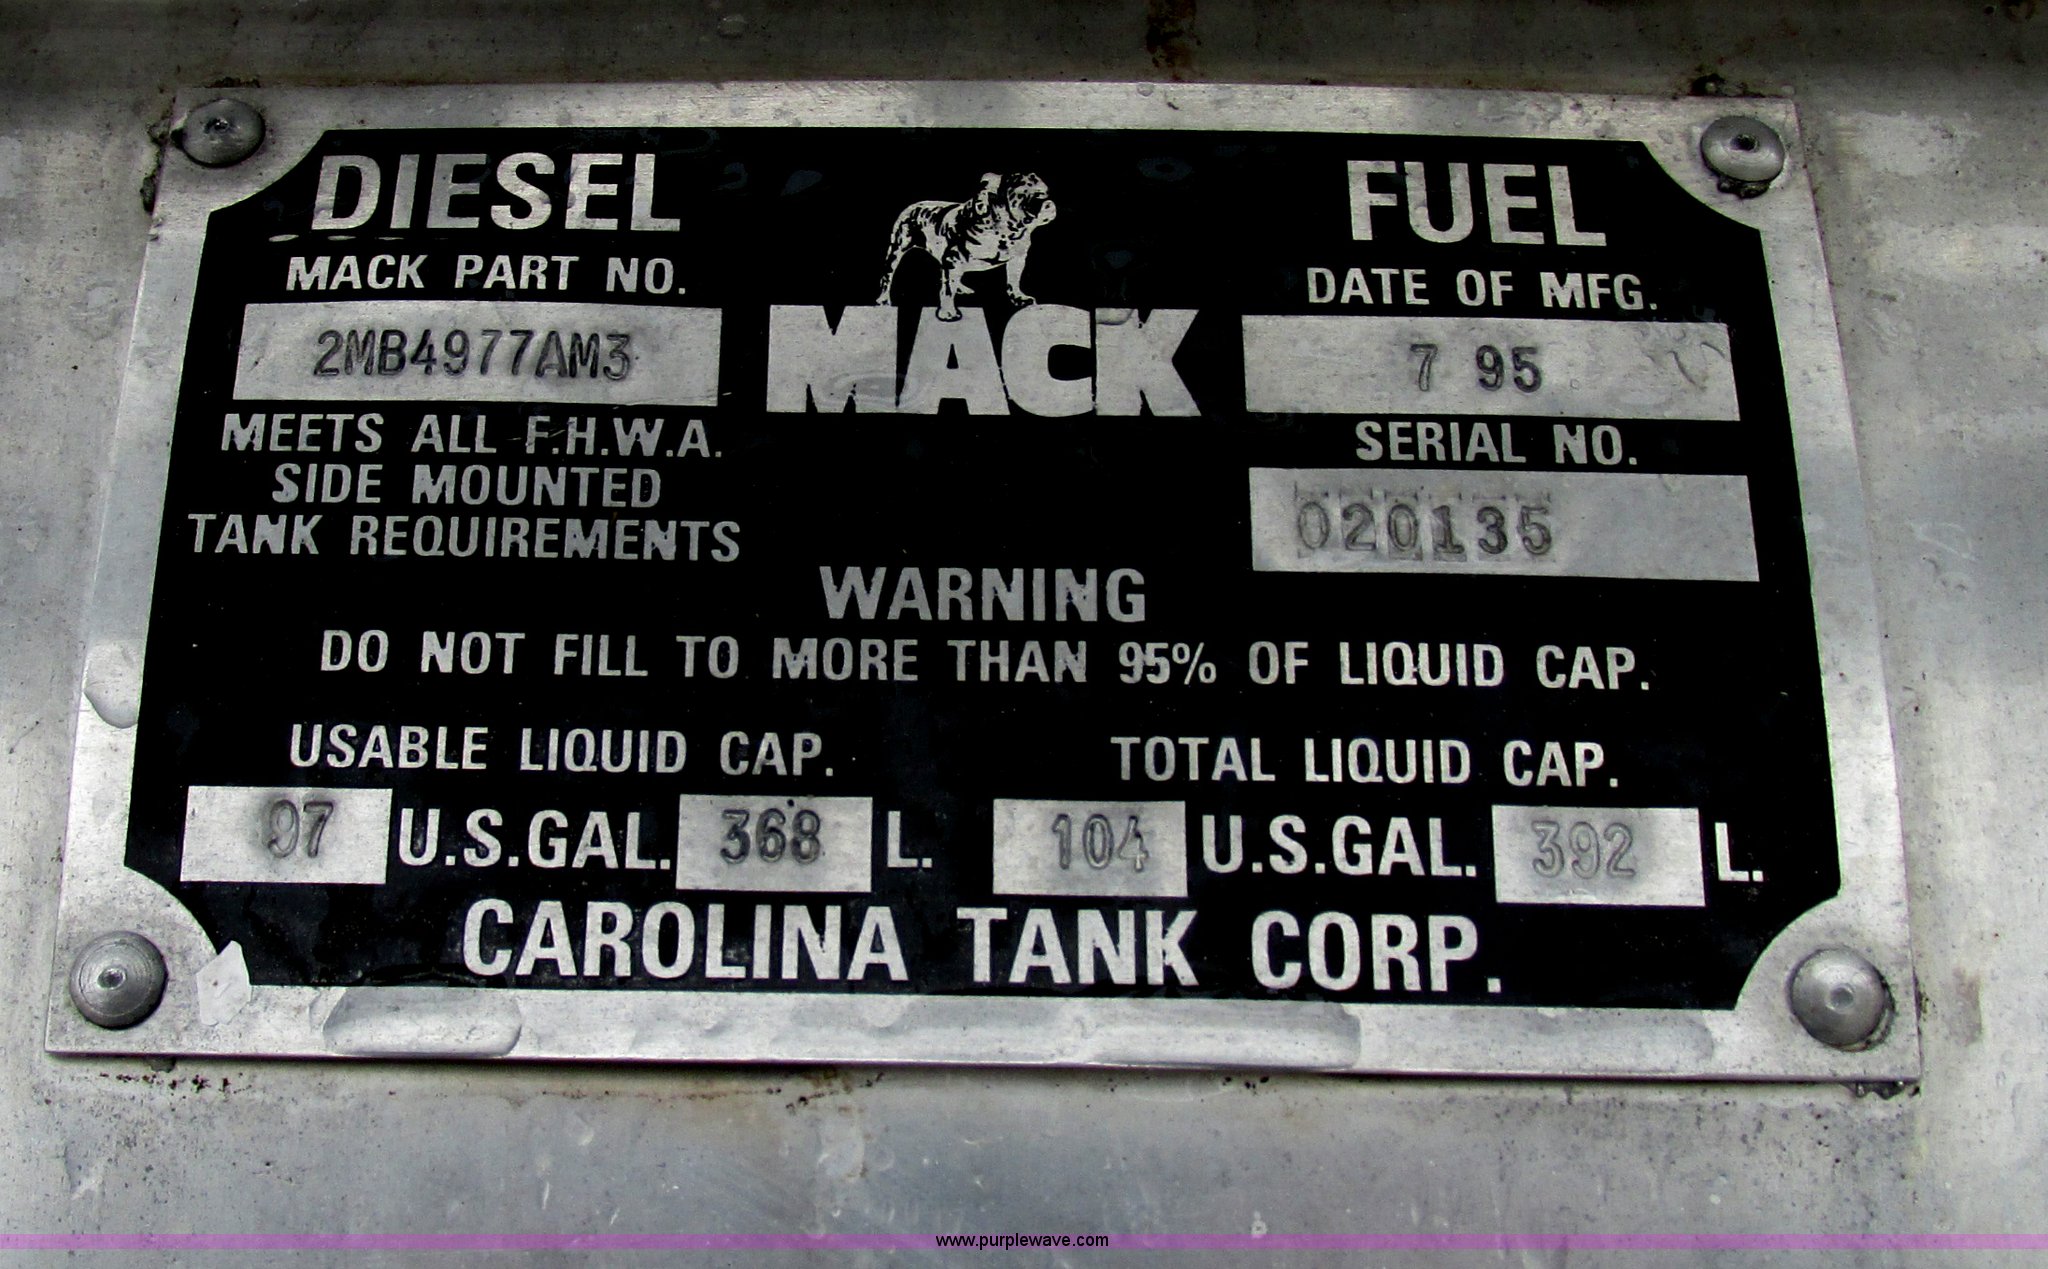 DIESEL FUEL
MACK PART NO.
2MB4977AM3
MEETS ALL F.H.W.A.
SIDE MOUNTED
TANK REQUIREMENTS
MACK
DATE OF MFG.
7 95
SERIAL NO.
020135
WARNING
DO NOT FILL TO MORE THAN 95% OF LIQUID CAP.
USABLE LIQUID CAP.
97 U.S.GAL. 368 L.
TOTAL LIQUID CAP.
104 U.S.GAL. 392 L.
CAROLINA TANK CORP.
www.purplewave.com